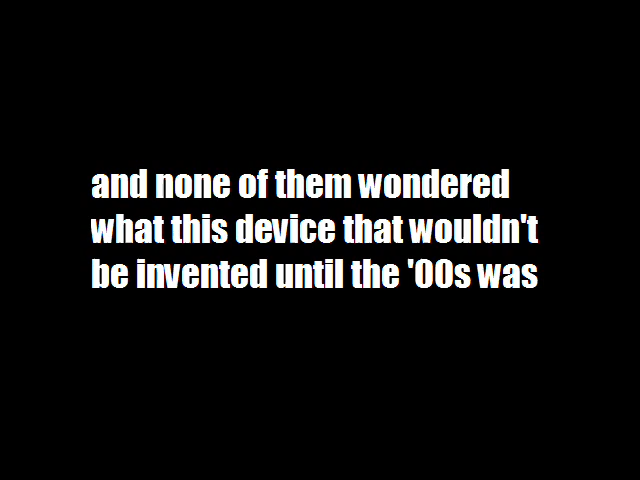 and none of them wondered
what this device that wouldn't
be invented until the '00s was